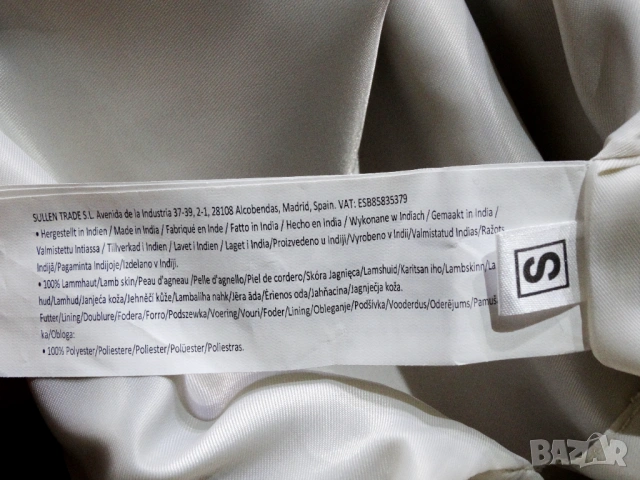 SULLEN TRADE S.L. Avenida de la Industria 37-39, 2-1, 28108 Alcobendas, Madrid, Spain. VAT: ESB85835379
• Hergestellt in Indien / Made in India / Fabriqué en Inde / Fatto in India / Hecho en india / Wykonane w Indiach / Gemaakt in India /
Valmistettu Intiassa / Tillverkad i Indien / Lavet i Indien / Laget i India/Proizvedeno u indiji/Vyrobeno v Indii/Valmistatud Indias/Ražots
Indijā/Pagaminta Indijoje/Izdelano v Indiji.
• 100% Lammhaut/Lamb skin/Peau d'agneau /Pelle d'agnello/Piel de cordero/Skóra Jagnięca/Lamshuid/Karitsan iho/Lambskinn/La
hud/Lamhud/Janjeća koža/Jehněčí kůže/Lambaliha nahk/Jēra āda/Ėrienos oda/Jahňacina/Jagnječja koža.
Futter/Lining/Doublure/Fodera/Forro/Podszewka/Voering/Vouri/Foder/Lining/Obleganje/Podšívka/Vooderdus/Oderējums/Pamuš
ka/Obloga:
• 100% Polyester/Poliestere/Poliester/Polüester/Poliestras.
S
BAZAR
bg